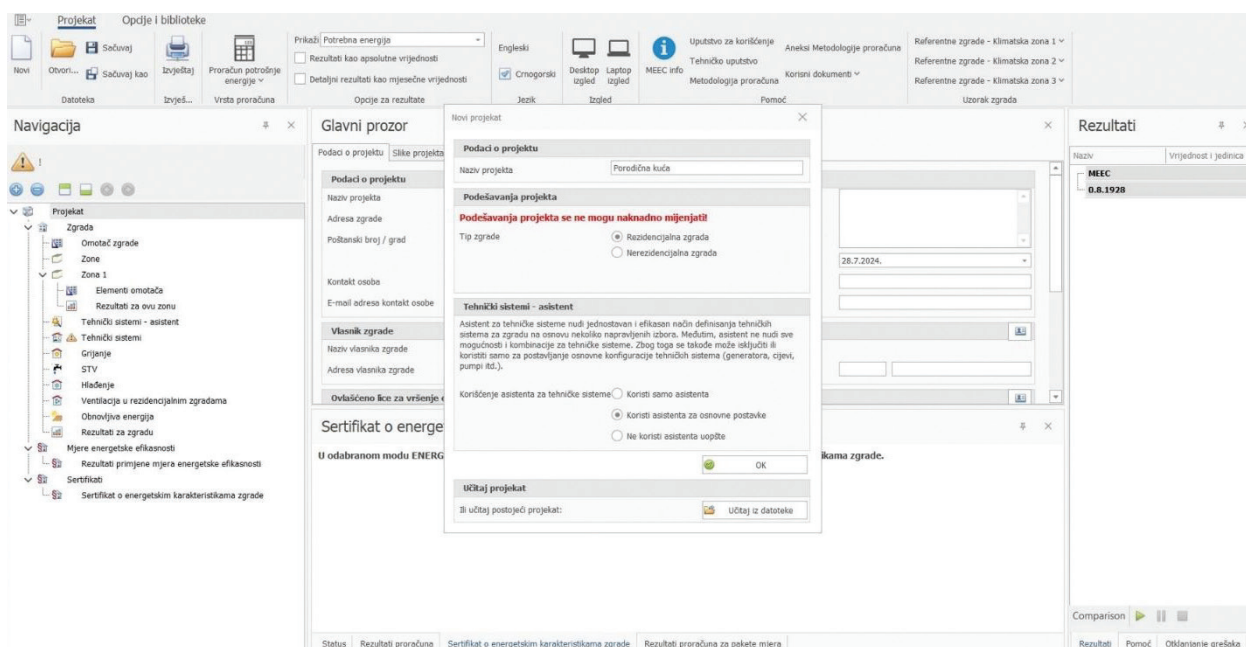 Projekat Opcije i biblioteke
Novi
Otvori...
Sačuvaj
Sačuvaj kao
Datoteka
Izvještaj
Izvješ...
Proračun potrošnje
energije
Vrsta proračuna
Prikaži Potrebna energija
Rezultati kao apsolutne vrijednosti
Detaljni rezultati kao mjesečne vrijednosti
Opcije za rezultate
Engleski
Crnogorski
Jezik
Desktop
izgled
Laptop
izgled
Izgled
MEEC info
Uputstvo za korišćenje
Tehničko uputstvo
Metodologija proračuna
Aneksi Metodologije proračuna
Korisni dokumenti
Pomoć
Referentne zgrade - Klimatska zona 1
Referentne zgrade - Klimatska zona 2
Referentne zgrade - Klimatska zona 3
Uzorak zgrada
Navigacija
!
Projekat
Zgrada
Omotač zgrade
Zone
Zona 1
Elementi omotača
Rezultati za ovu zonu
Tehnički sistemi - asistent
Tehnički sistemi
Grijanje
STV
Hlađenje
Ventilacija u rezidencijalnim zgradama
Obnovljiva energija
Rezultati za zgradu
Mjere energetske efikasnosti
Rezultati primjene mjera energetske efikasnosti
Sertifikati
Sertifikat o energetskim karakteristikama zgrade
Glavni prozor
Podaci o projektu Slike projekta
Podaci o projektu
Naziv projekta
Adresa zgrade
Poštanski broj / grad
28.7.2024.
Kontakt osoba
E-mail adresa kontakt osobe
Vlasnik zgrade
Naziv vlasnika zgrade
Adresa vlasnika zgrade
Ovlašćeno lice za vršenje
Sertifikat o energe
U odabranom modu ENERG
ikama zgrade.
Novi projekat
Podaci o projektu
Naziv projekta Porodična kuća
Podešavanja projekta
Podešavanja projekta se ne mogu naknadno mijenjati!
Tip zgrade Rezidencijalna zgrada
Nerezidencijalna zgrada
Tehnički sistemi - asistent
Asistent za tehničke sisteme nudi jednostavan i efikasan način definisanja tehničkih
sistema za zgradu na osnovu nekoliko napravljenih izbora. Međutim, asistent ne nudi sve
mogućnosti i kombinacije za tehničke sisteme. Zbog toga se takođe može isključiti ili
koristiti samo za postavljanje osnovne konfiguracije tehničkih sistema (generatora, cijevi,
pumpi itd.).
Korišćenje asistenta za tehničke sisteme Koristi samo asistenta
Koristi asistenta za osnovne postavke
Ne koristi asistenta uopšte
OK
Učitaj projekat
Ili učitaj postojeći projekat: Učitaj iz datoteke
Status Rezultati proračuna Sertifikat o energetskim karakteristikama zgrade Rezultati proračuna za pakete mjera
Rezultati
Naziv Vrijednost i jedinica
MEEC
0.8.1928
Comparison
Rezultati Pomoć Otklanjanje grešaka